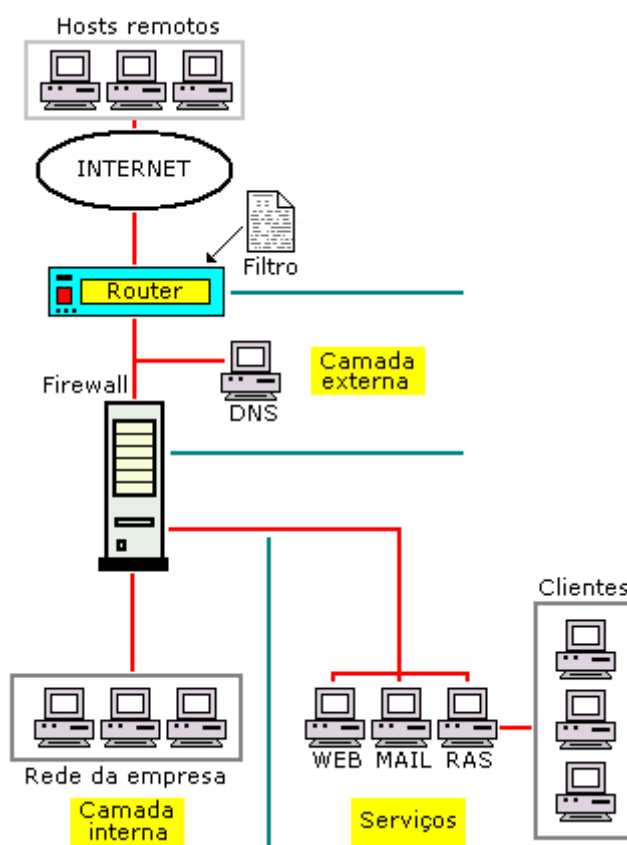 Hosts remotos
INTERNET
Filtro
Router
Camada
externa
Firewall
DNS
Clientes
WEB MAIL RAS
Rede da empresa
Camada
interna
Serviços